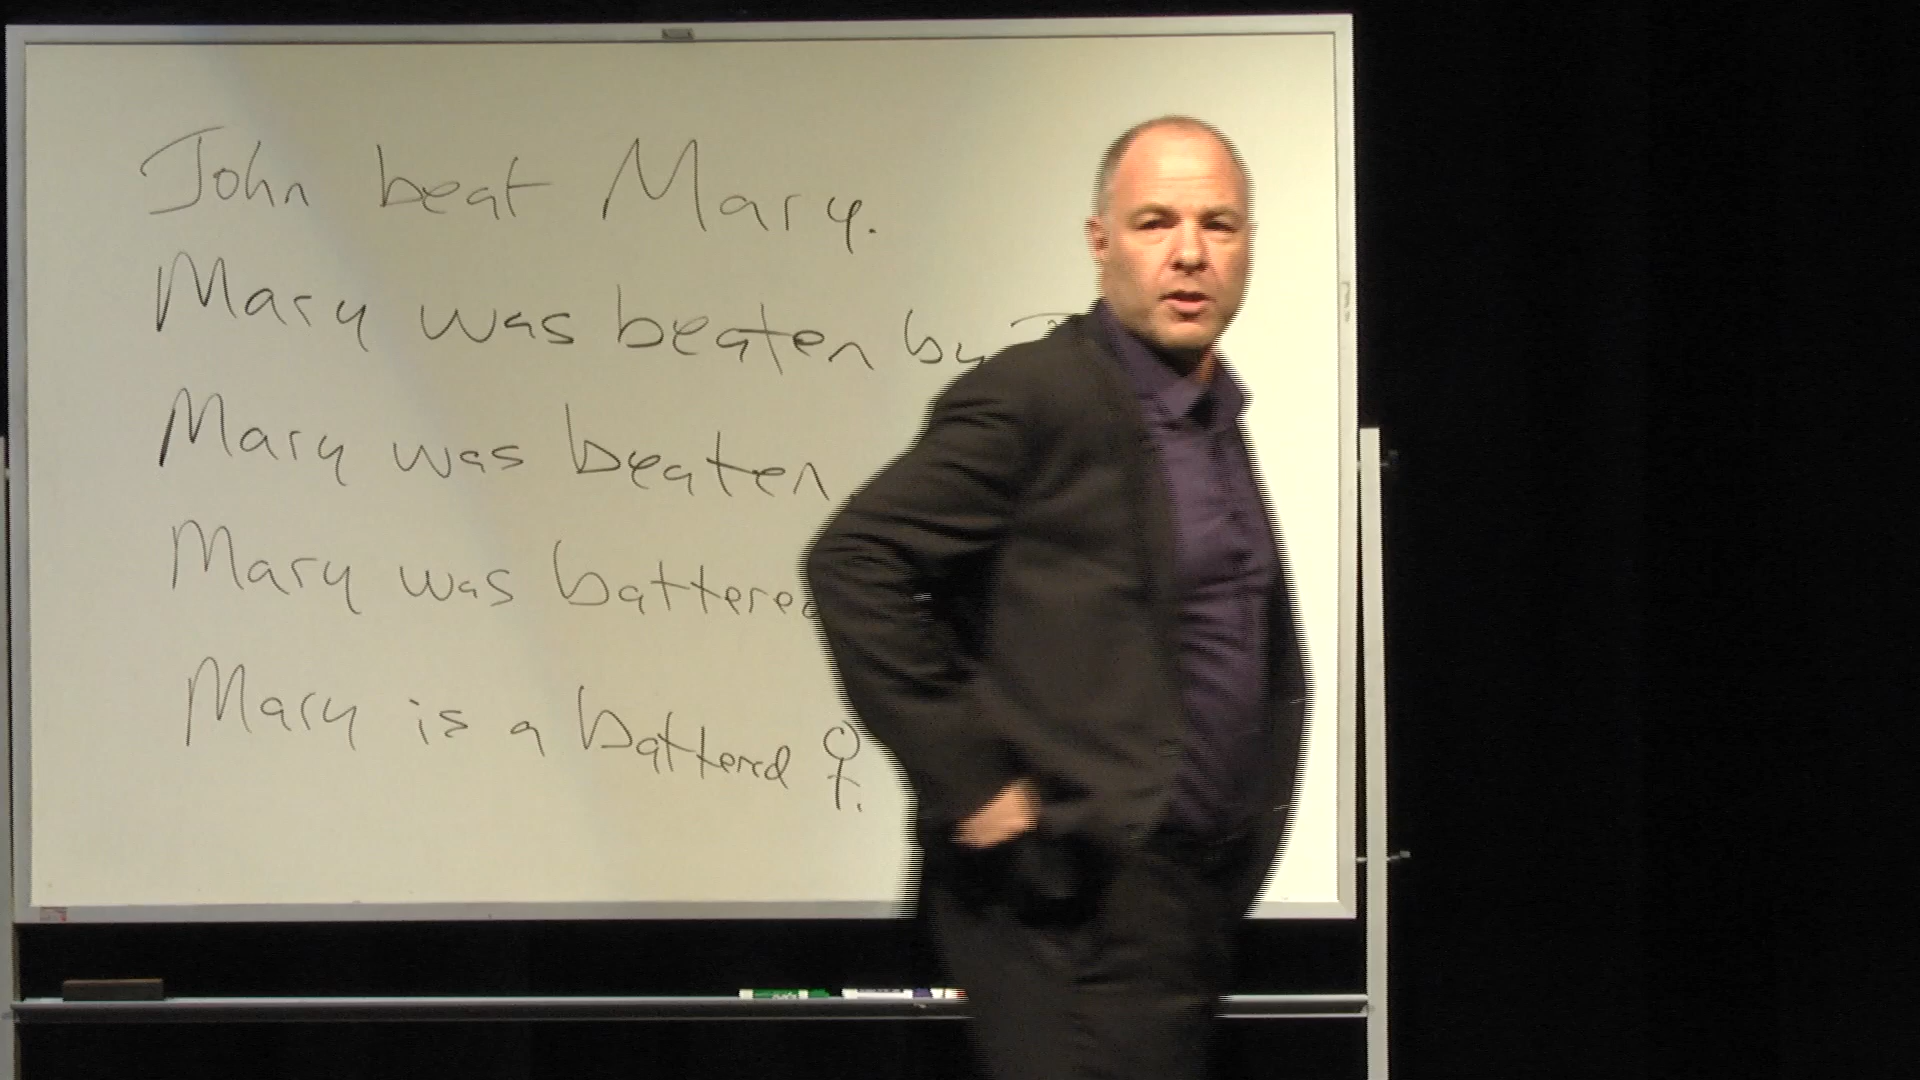 John beat Mary.
Mary was beaten by
Mary was beaten
Mary was battered
Mary is a battered ♀.